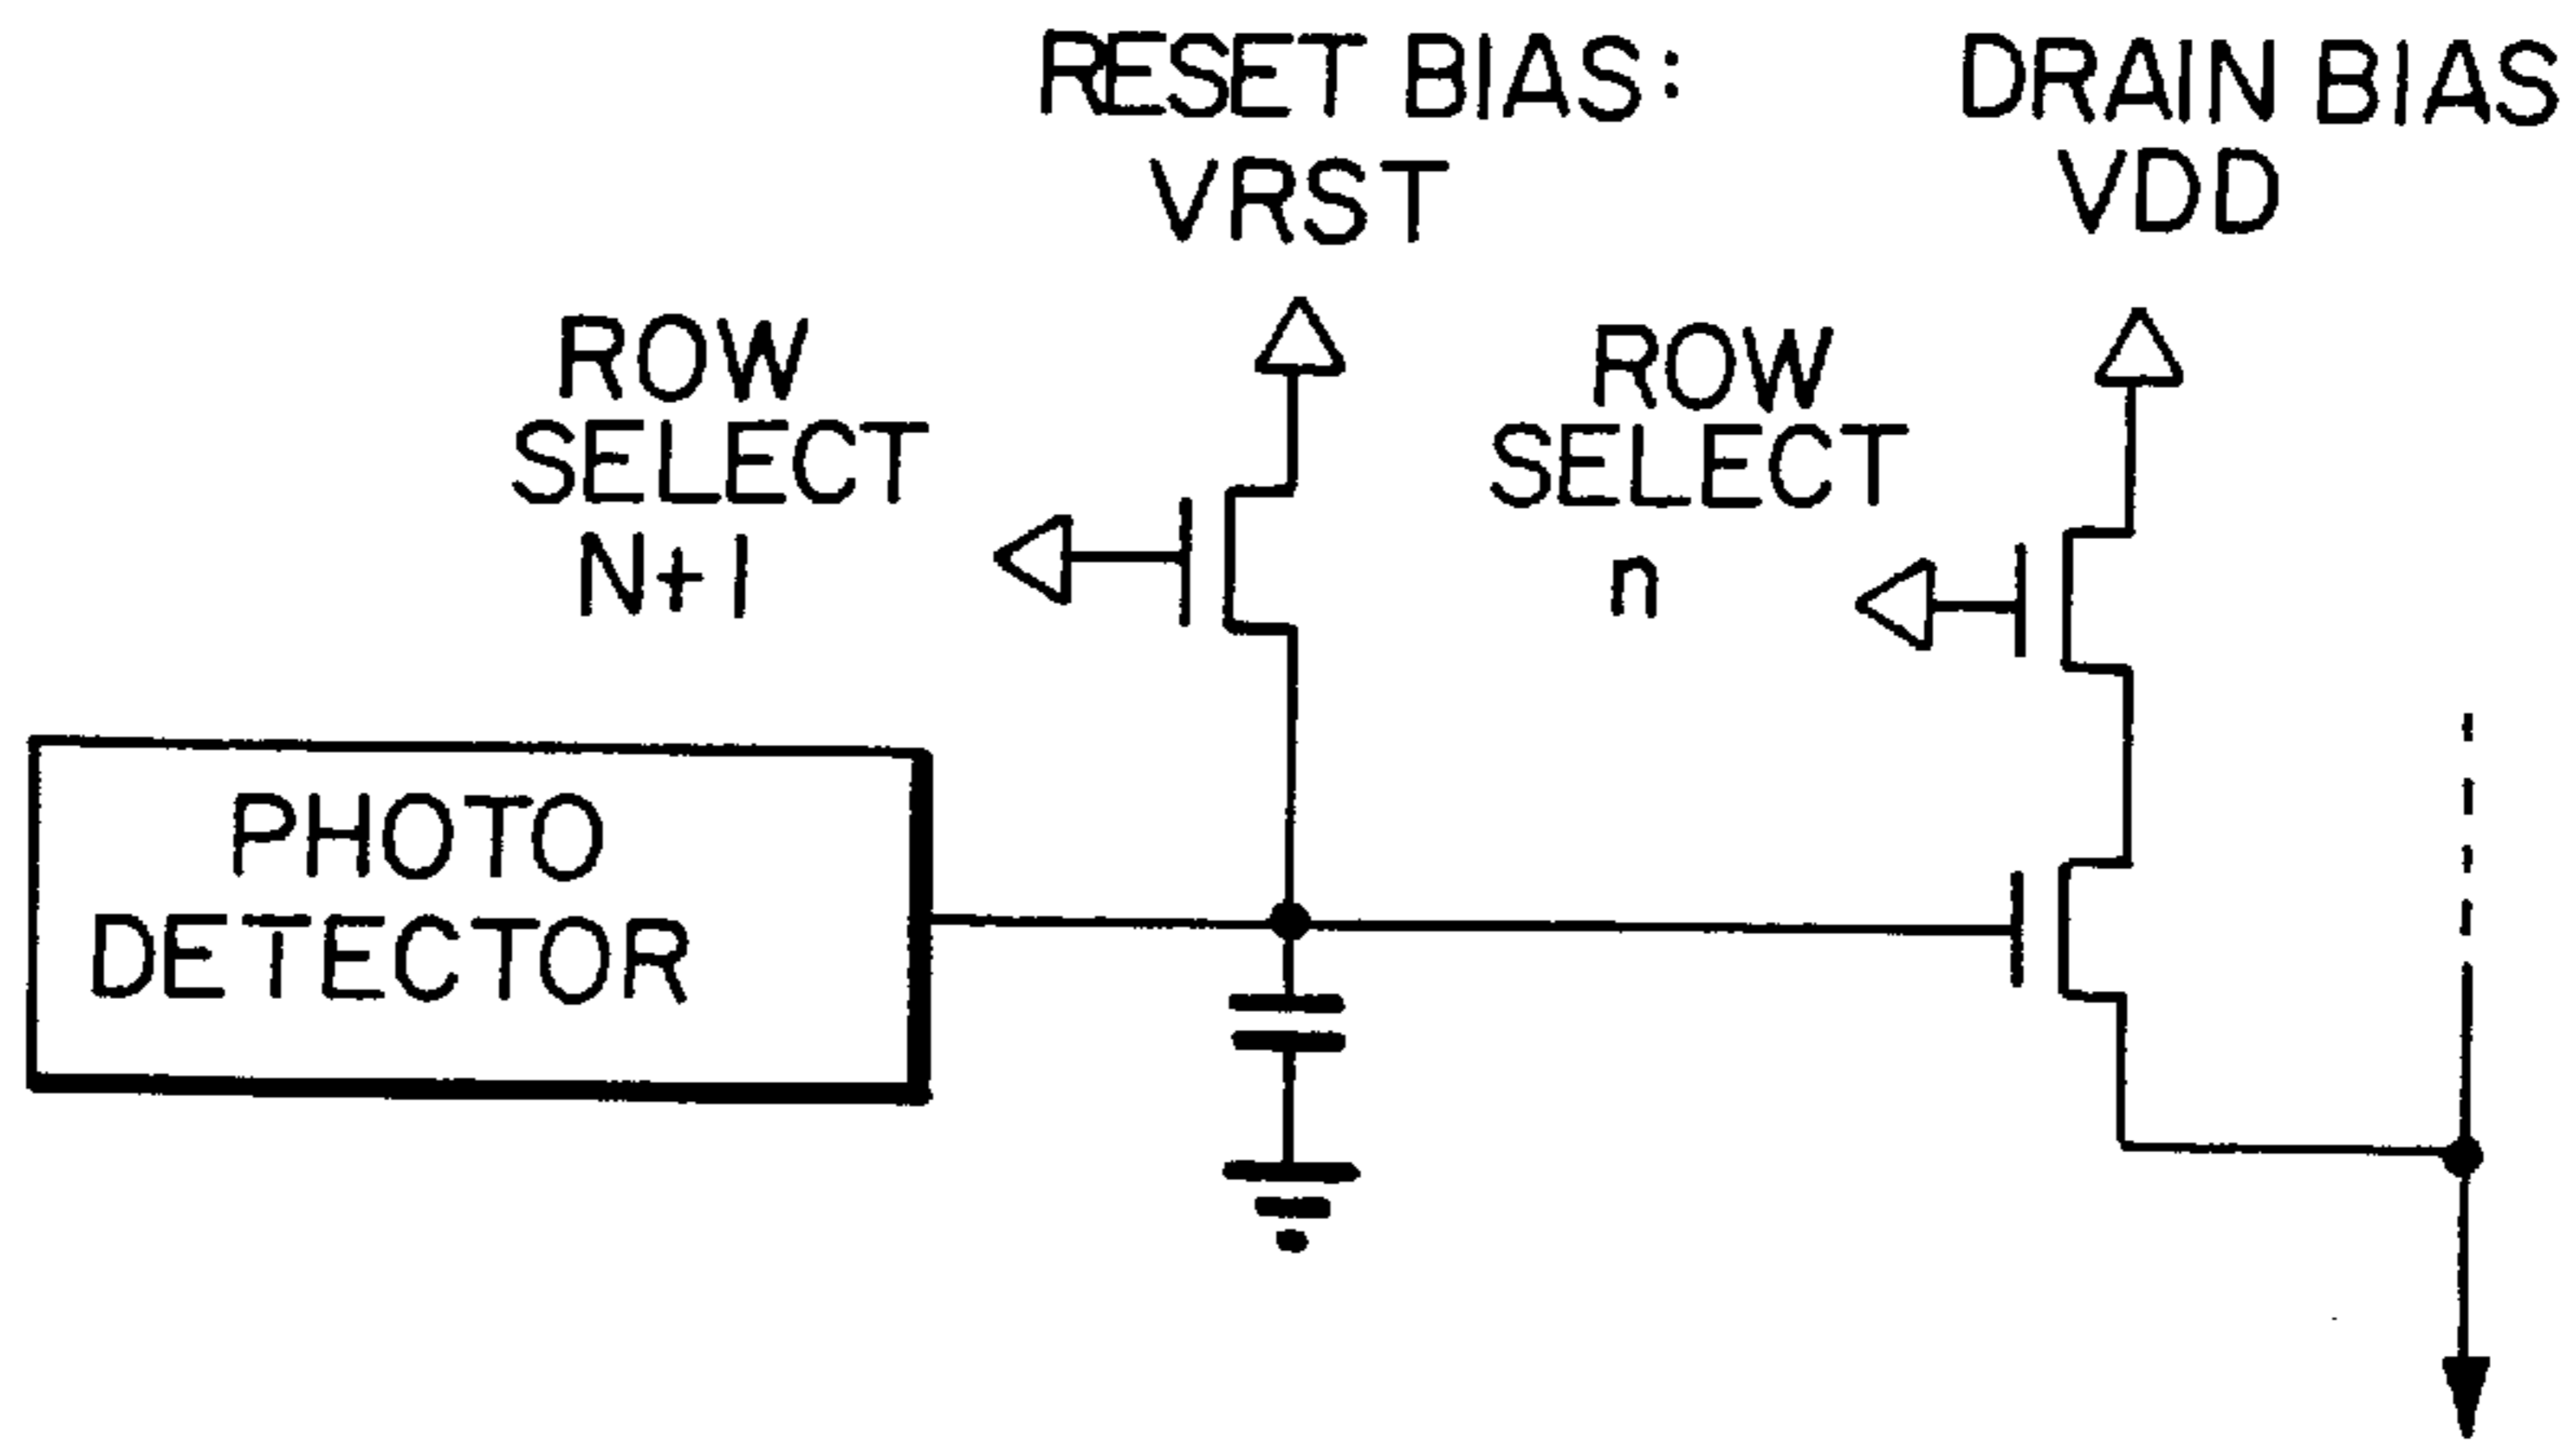 RESET BIAS:
VRST
DRAIN BIAS
VDD
ROW
SELECT
N+1
ROW
SELECT
n
PHOTO
DETECTOR